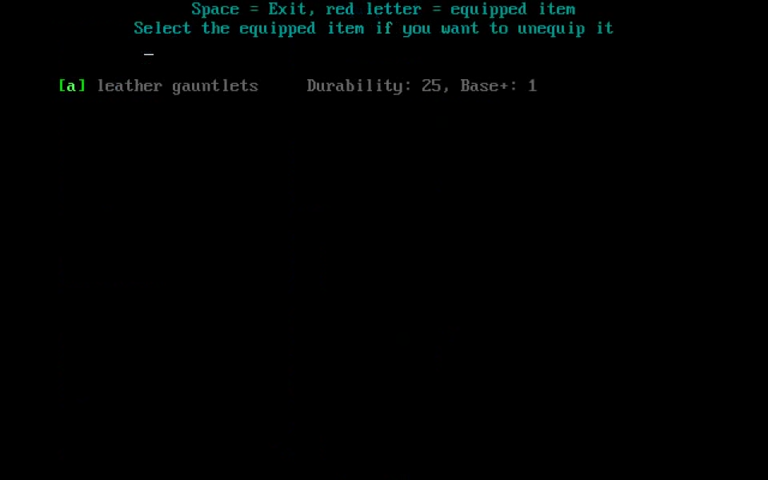 Space = Exit, red letter = equipped item
Select the equipped item if you want to unequip it
_
[a] leather gauntlets Durability: 25, Base+: 1